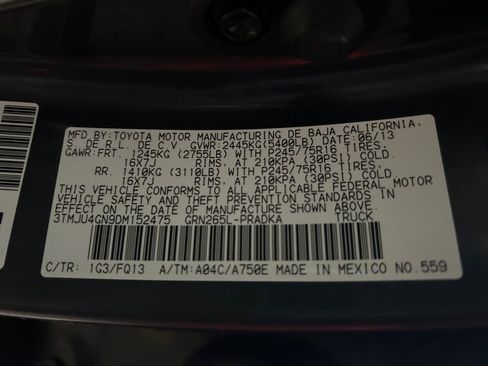 MFD.BY:TOYOTA MOTOR MANUFACTURING DE BAJA CALIFORNIA,
S. DE R.L. DE C.V. GVWR:2445KG(5400LB) DATE:06/13
GAWR:FRT. 1245KG (2755LB) WITH P245/75R16 TIRES,
16X7J RIMS, AT 210KPA (30PSI) COLD.
RR. 1410KG (3110LB) WITH P245/75R16 TIRES,
16X7J RIMS, AT 210KPA (30PSI) COLD.
THIS VEHICLE CONFORMS TO ALL APPLICABLE FEDERAL MOTOR
VEHICLE SAFETY AND THEFT PREVENTION STANDARDS IN EFFECT
ON THE DATE OF MANUFACTURE SHOWN ABOVE.
3TMJU4GN9DM152475 GRN265L-PRADKA TRUCK
C/TR: 1G3/FQ13 A/TM:A04C/A750E MADE IN MEXICO NO.559